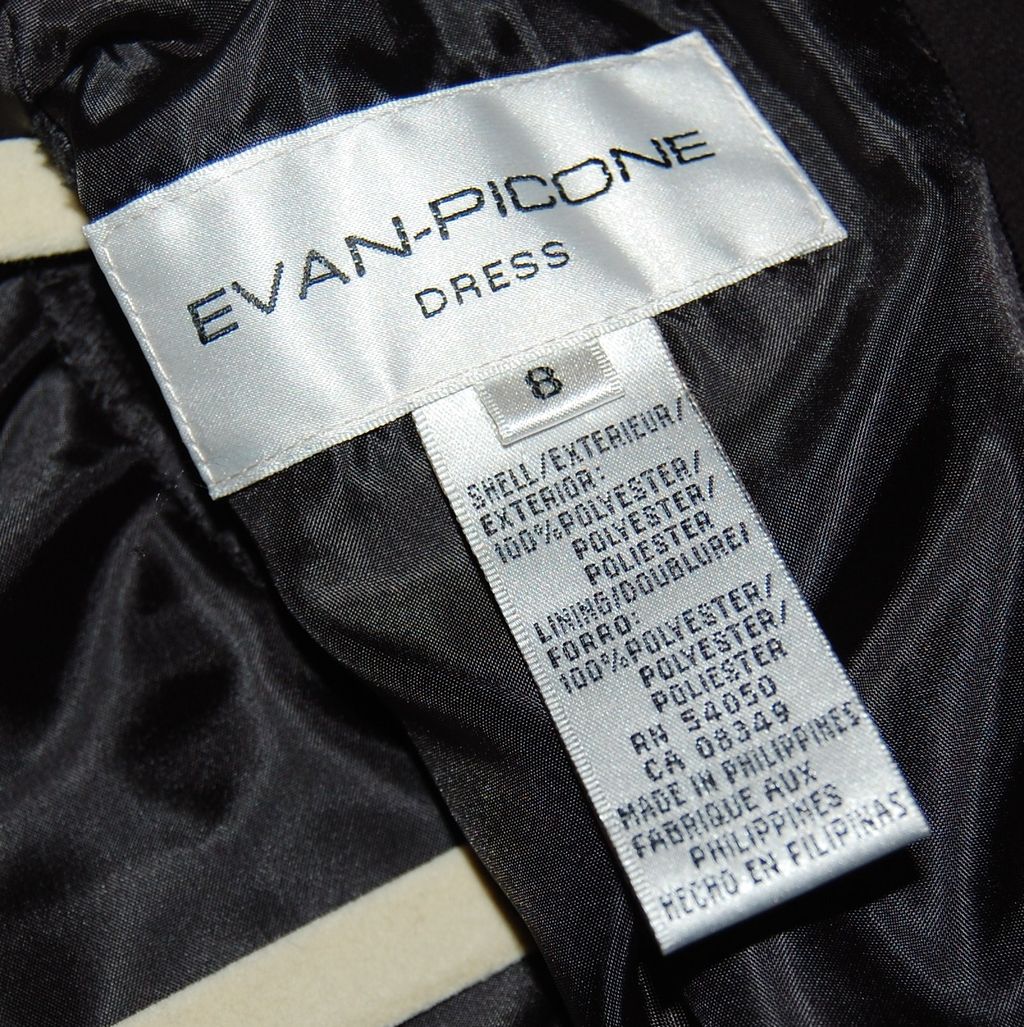 EVAN-PICONE
DRESS
8
SHELL/EXTERIEUR/
EXTERIOR:
100%POLYESTER/
POLYESTER/
POLIESTER
LINING/DOUBLURE/
FORRO:
100%POLYESTER/
POLYESTER/
POLIESTER
RN 54050
CA 08349
MADE IN PHILIPPINES
FABRIQUE AUX
PHILIPPINES
HECHO EN FILIPINAS